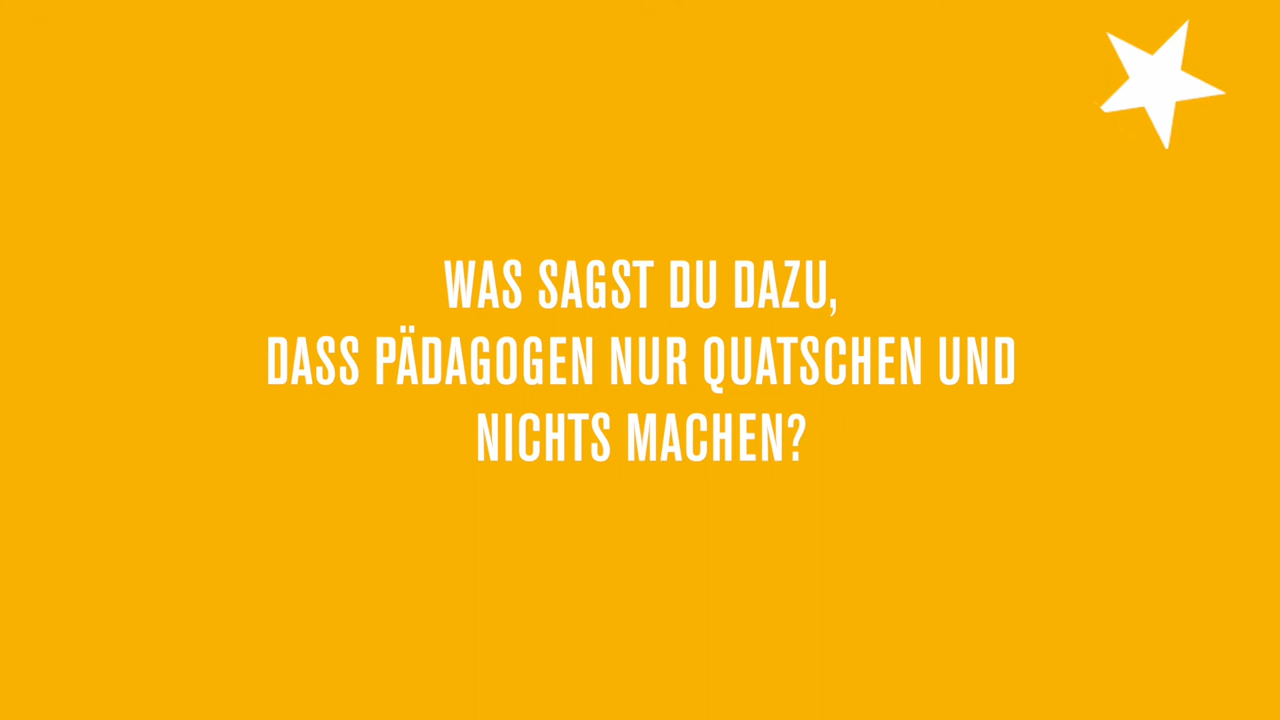 WAS SAGST DU DAZU,
DASS PÄDAGOGEN NUR QUATSCHEN UND
NICHTS MACHEN?